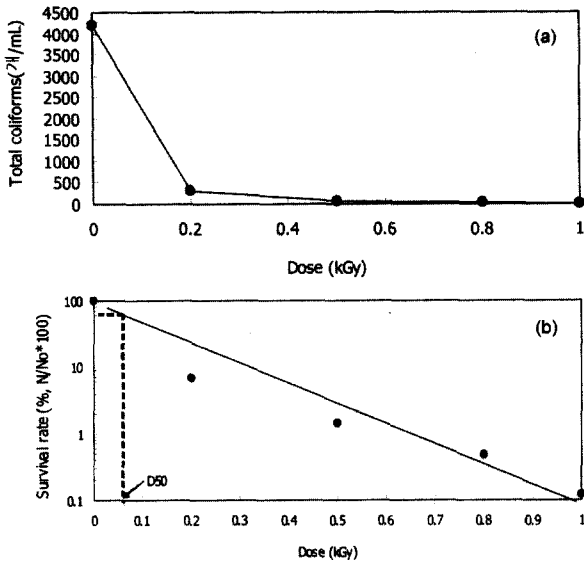 (a)
Total coliforms(개/mL)
4500
4000
3500
3000
2500
2000
1500
1000
500
0
0 0.2 0.4 0.6 0.8 1
Dose (kGy)
(b)
Survival rate (%, N/No*100)
100
10
1
0.1
D50
0 0.1 0.2 0.3 0.4 0.5 0.6 0.7 0.8 0.9 1
Dose (kGy)